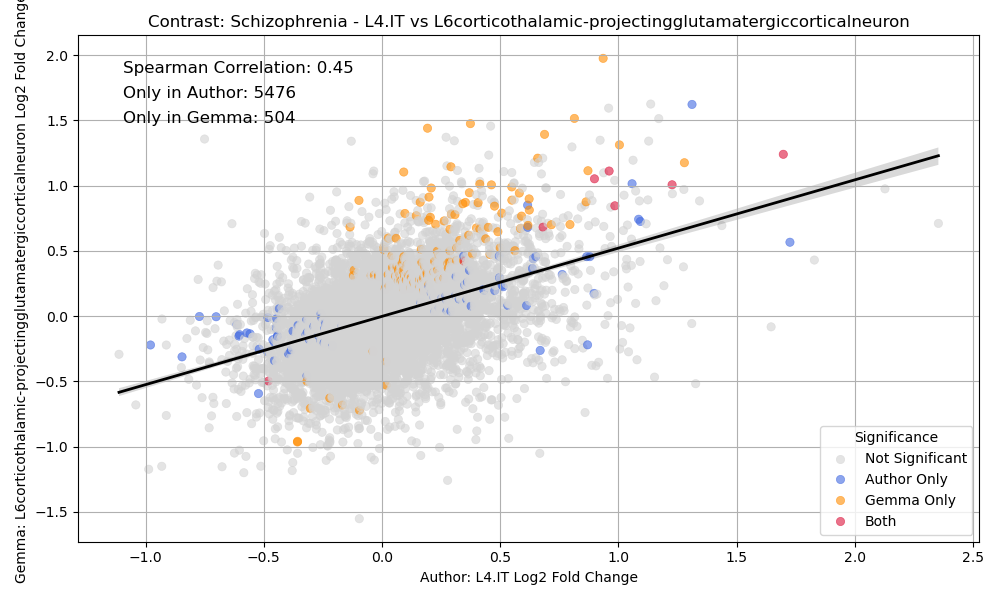 Contrast: Schizophrenia - L4.IT vs L6corticothalamic-projectingglutamatergiccorticalneuron
Gemma: L6corticothalamic-projectingglutamatergiccorticalneuron Log2 Fold Change
2.0
1.5
1.0
0.5
0.0
−0.5
−1.0
−1.5
Spearman Correlation: 0.45
Only in Author: 5476
Only in Gemma: 504
Significance
Not Significant
Author Only
Gemma Only
Both
−1.0 −0.5 0.0 0.5 1.0 1.5 2.0 2.5
Author: L4.IT Log2 Fold Change